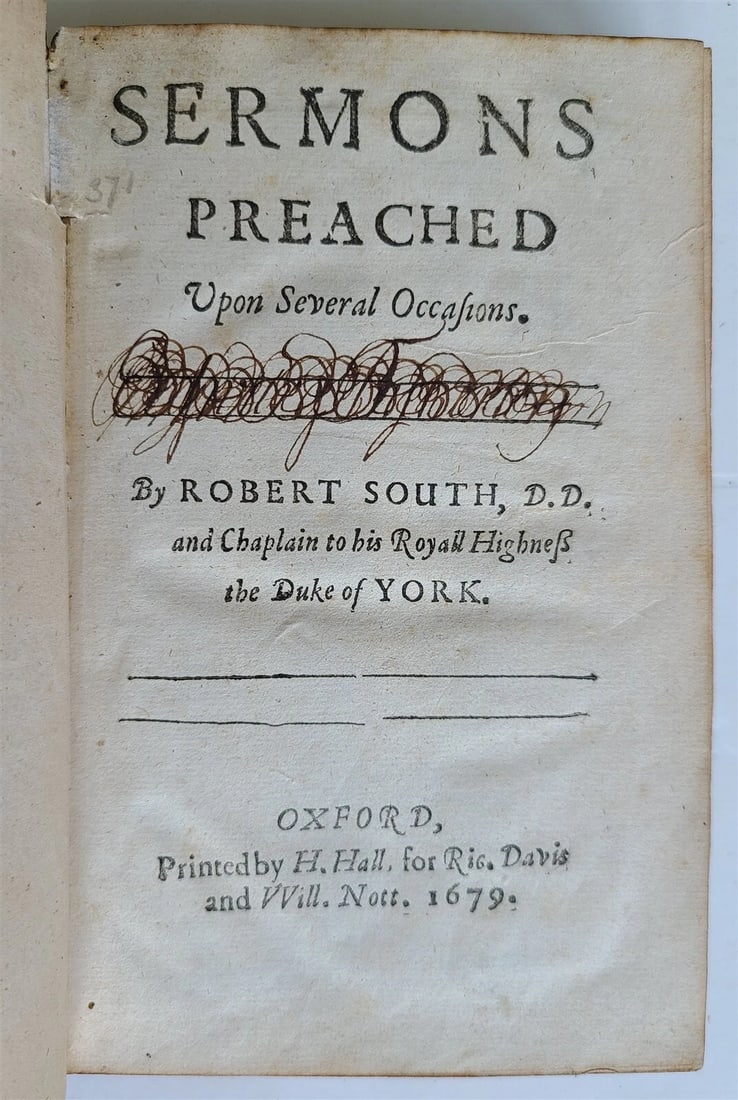 371
SERMONS
PREACHED
Upon Several Occaſions.
By ROBERT SOUTH, D.D.
and Chaplain to his Royall Highneß
the Duke of YORK.
OXFORD,
Printed by H. Hall, for Ric. Davis
and VVill. Nott. 1679.